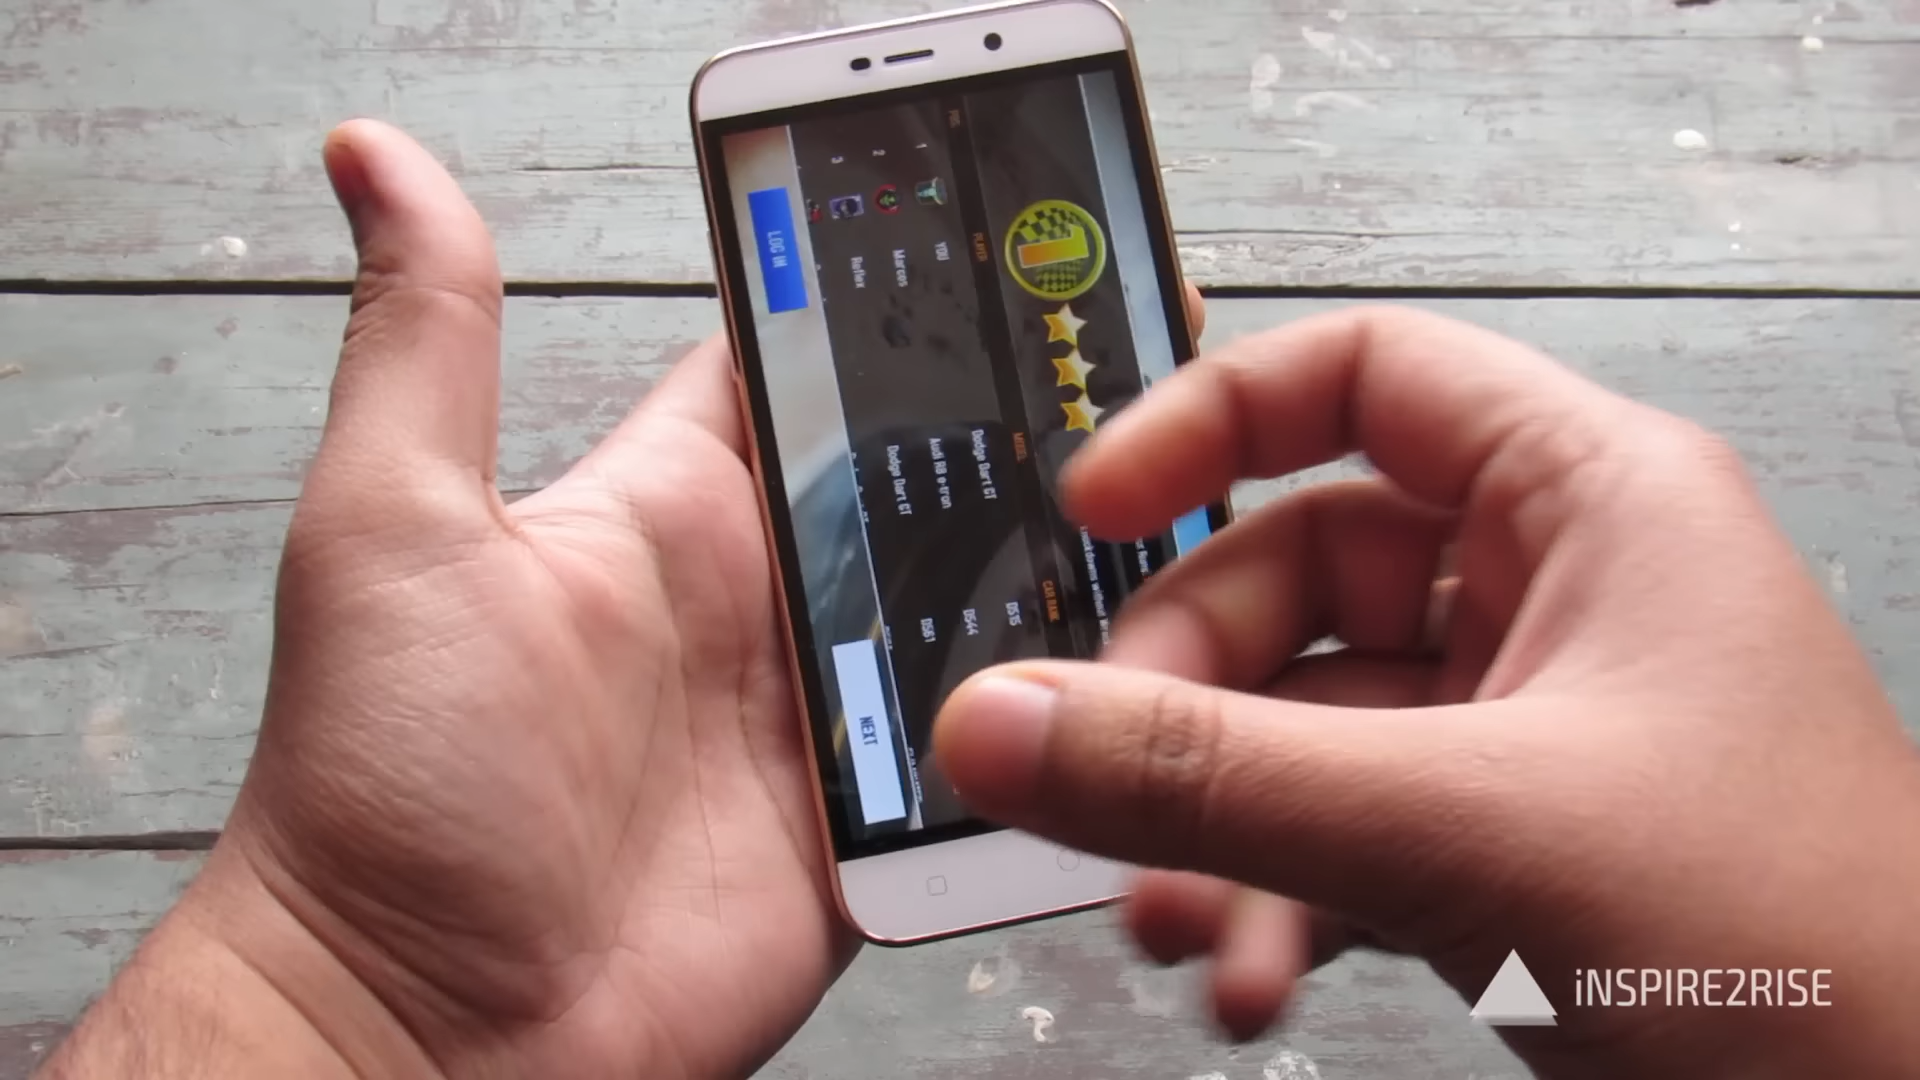 POS. PLAYER MODEL CAR RANK
1 YOU Dodge Dart GT D515
2 Marcos Audi R8 e-tron D544
3 Reflex Dodge Dart GT D561
LOG IN
NEXT
iNSPIRE2RISE